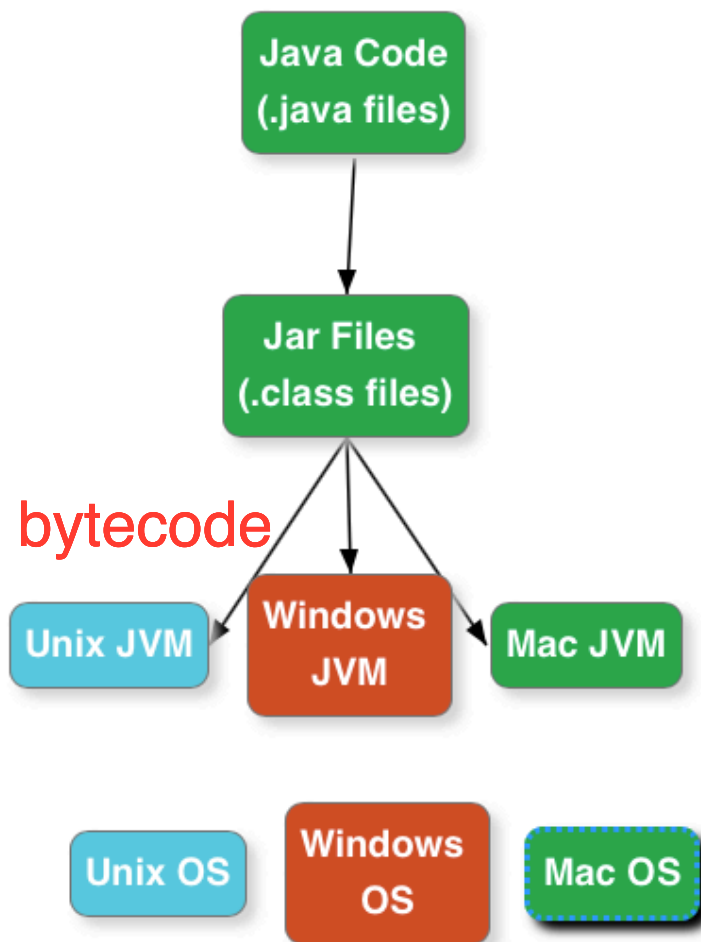 Java Code
(.java files)
Jar Files
(.class files)
bytecode
Unix JVM
Windows
JVM
Mac JVM
Unix OS
Windows
OS
Mac OS